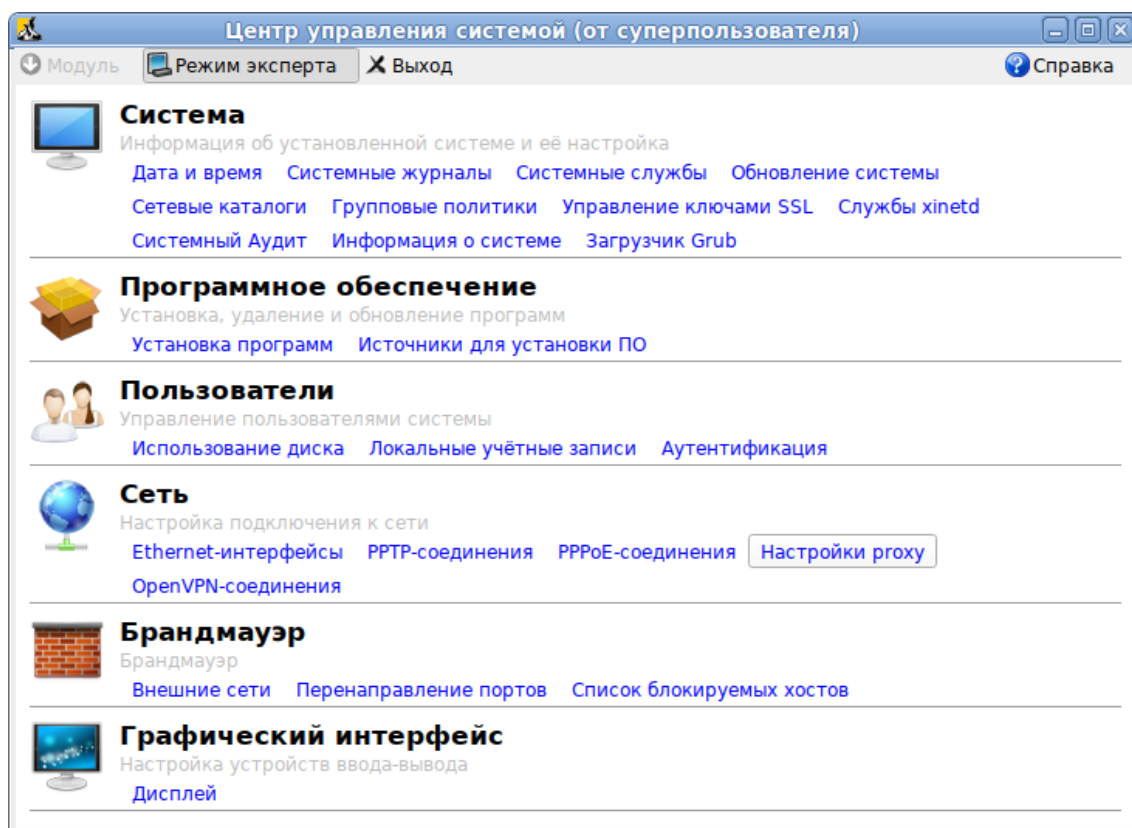 Центр управления системой (от суперпользователя)
Модуль Режим эксперта Выход Справка
Система
Информация об установленной системе и её настройка
Дата и время Системные журналы Системные службы Обновление системы
Сетевые каталоги Групповые политики Управление ключами SSL Службы xinetd
Системный Аудит Информация о системе Загрузчик Grub
Программное обеспечение
Установка, удаление и обновление программ
Установка программ Источники для установки ПО
Пользователи
Управление пользователями системы
Использование диска Локальные учётные записи Аутентификация
Сеть
Настройка подключения к сети
Ethernet-интерфейсы PPTP-соединения PPPoE-соединения Настройки proxy
OpenVPN-соединения
Брандмауэр
Брандмауэр
Внешние сети Перенаправление портов Список блокируемых хостов
Графический интерфейс
Настройка устройств ввода-вывода
Дисплей